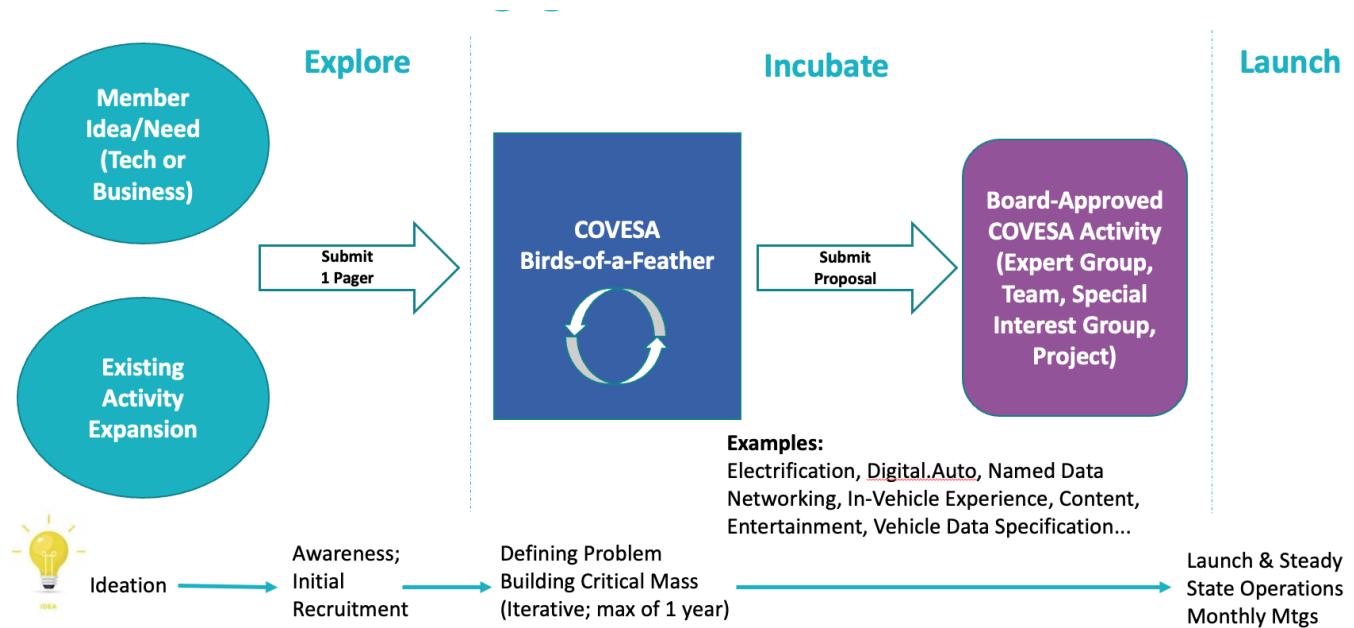 Explore
Incubate
Launch
Member
Idea/Need
(Tech or
Business)
Existing
Activity
Expansion
Submit
1 Pager
COVESA
Birds-of-a-Feather
Submit
Proposal
Board-Approved
COVESA Activity
(Expert Group,
Team, Special
Interest Group,
Project)
Examples:
Electrification, Digital.Auto, Named Data
Networking, In-Vehicle Experience, Content,
Entertainment, Vehicle Data Specification...
IDEA
Ideation
Awareness;
Initial
Recruitment
Defining Problem
Building Critical Mass
(Iterative; max of 1 year)
Launch & Steady
State Operations
Monthly Mtgs